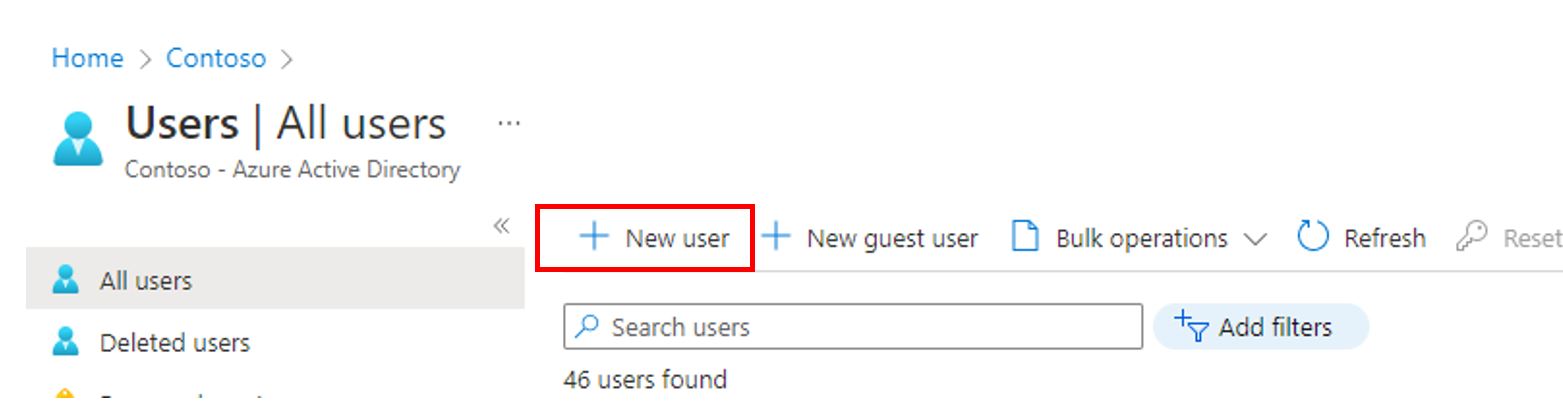 Home > Contoso >
Users | All users ...
Contoso - Azure Active Directory
«
+ New user + New guest user Bulk operations Refresh Reset
All users
Search users Add filters
Deleted users
46 users found